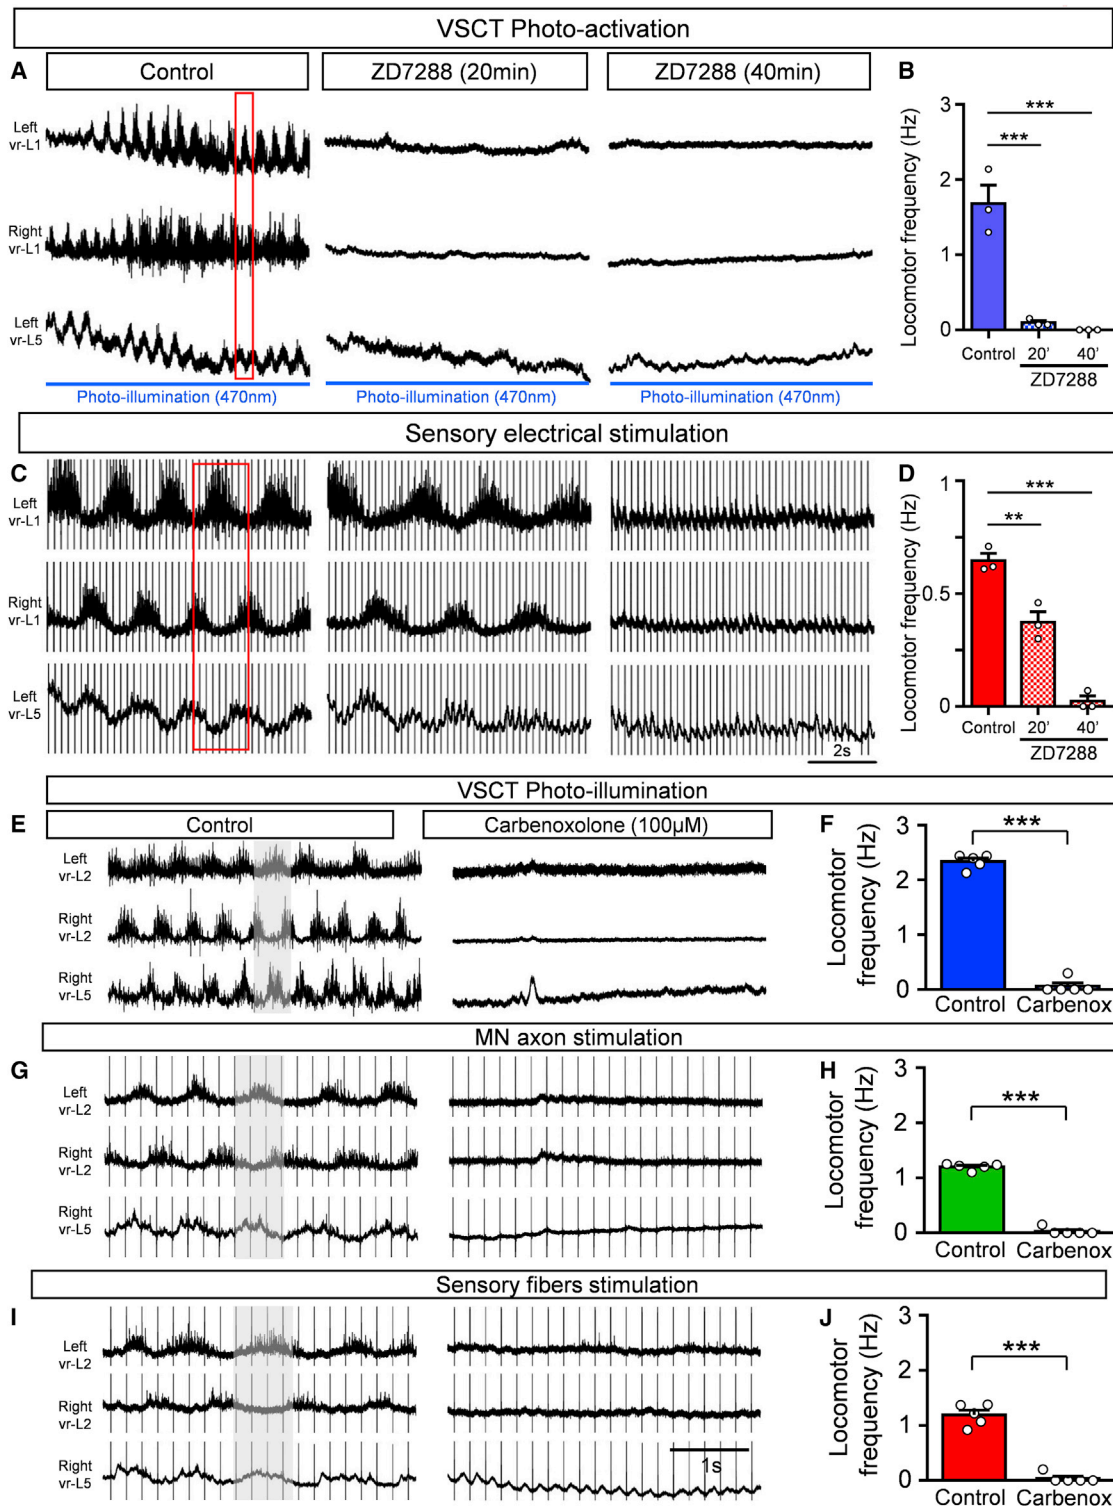 VSCT Photo-activation
A
Control
ZD7288 (20min)
ZD7288 (40min)
B
Left
vr-L1
Right
vr-L1
Left
vr-L5
Photo-illumination (470nm)
Photo-illumination (470nm)
Photo-illumination (470nm)
Locomotor frequency (Hz)
3
2
1
0
***
***
Control
20'
40'
ZD7288
Sensory electrical stimulation
C
Left
vr-L1
Right
vr-L1
Left
vr-L5
2s
D
Locomotor frequency (Hz)
1
0.5
0
***
**
Control
20'
40'
ZD7288
VSCT Photo-illumination
E
Control
Carbenoxolone (100µM)
Left
vr-L2
Right
vr-L2
Right
vr-L5
F
Locomotor
frequency (Hz)
3
2
1
0
***
Control
Carbenox
MN axon stimulation
G
Left
vr-L2
Right
vr-L2
Right
vr-L5
H
Locomotor
frequency (Hz)
3
2
1
0
***
Control
Carbenox
Sensory fibers stimulation
I
Left
vr-L2
Right
vr-L2
Right
vr-L5
1s
J
Locomotor
frequency (Hz)
3
2
1
0
***
Control
Carbenox